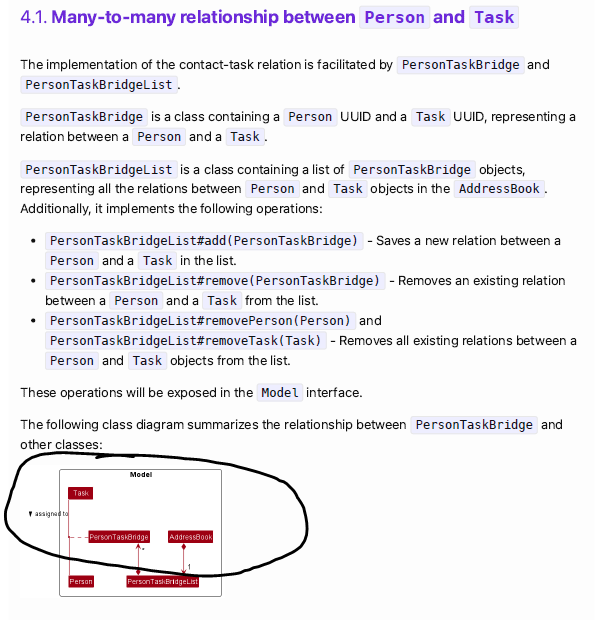 4.1. Many-to-many relationship between Person and Task
The implementation of the contact-task relation is facilitated by PersonTaskBridge and
PersonTaskBridgeList.
PersonTaskBridge is a class containing a Person UUID and a Task UUID, representing a
relation between a Person and a Task.
PersonTaskBridgeList is a class containing a list of PersonTaskBridge objects,
representing all the relations between Person and Task objects in the AddressBook.
Additionally, it implements the following operations:
• PersonTaskBridgeList#add(PersonTaskBridge) - Saves a new relation between a
Person and a Task in the list.
• PersonTaskBridgeList#remove(PersonTaskBridge) - Removes an existing relation
between a Person and a Task from the list.
• PersonTaskBridgeList#removePerson(Person) and
PersonTaskBridgeList#removeTask(Task) - Removes all existing relations between a
Person and Task objects from the list.
These operations will be exposed in the Model interface.
The following class diagram summarizes the relationship between PersonTaskBridge and
other classes:
Model
Task
assigned to
PersonTaskBridge AddressBook
* 1
Person PersonTaskBridgeList